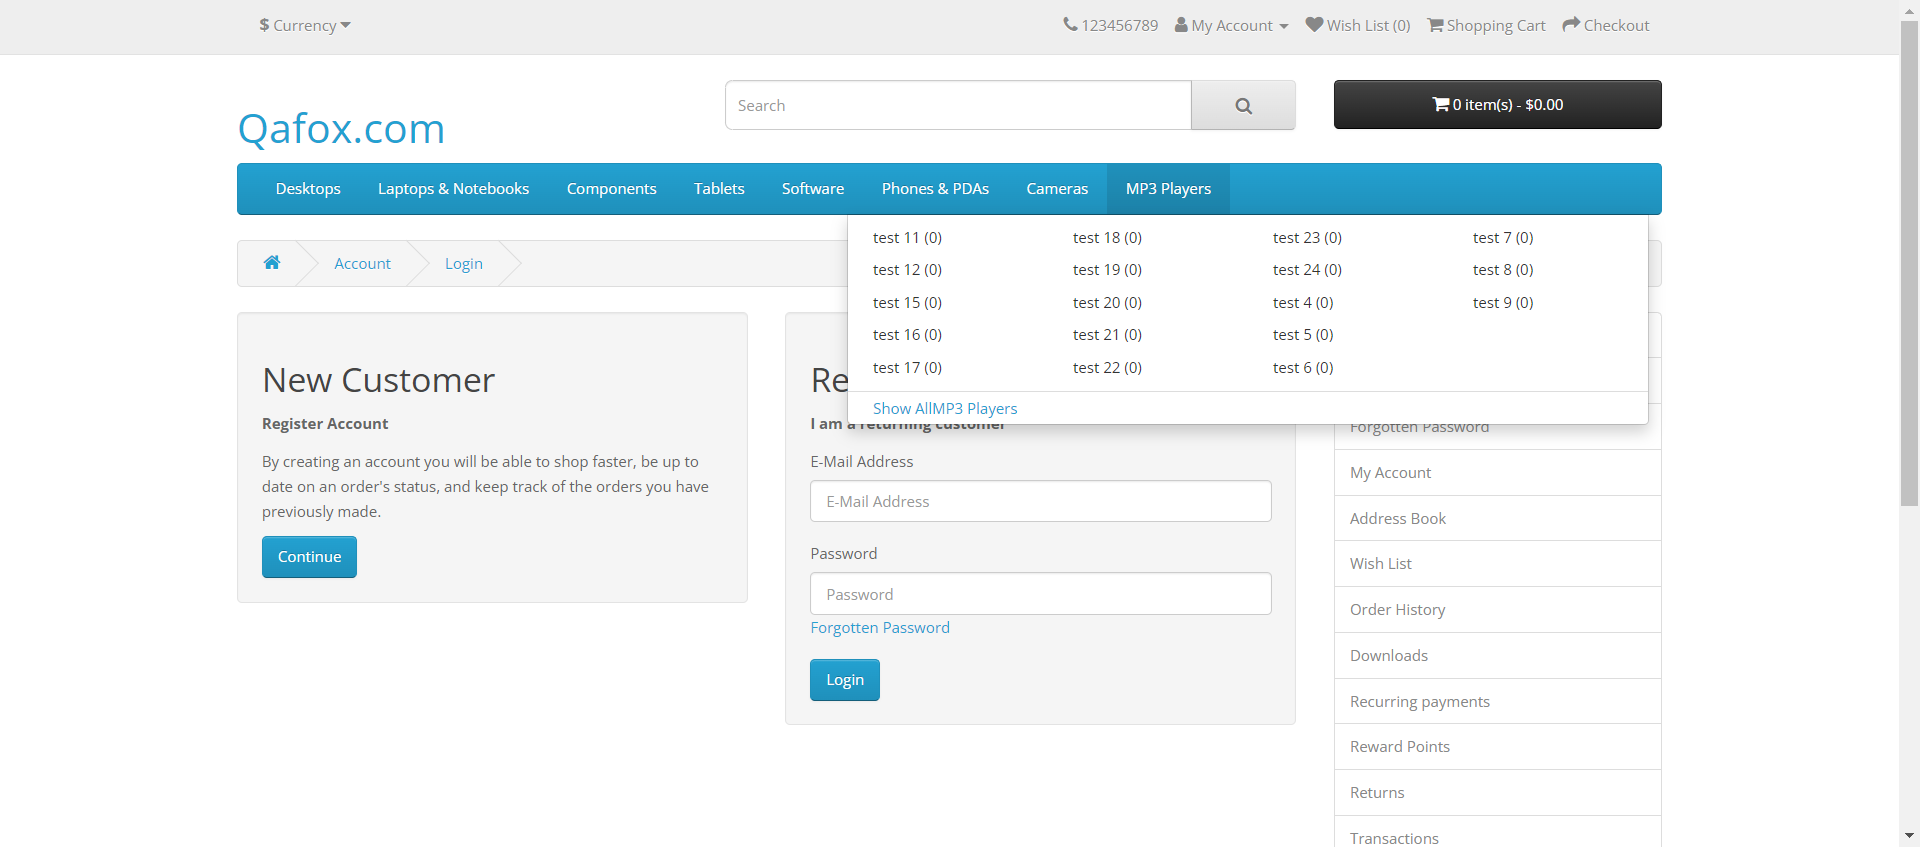 $ Currency
123456789 My Account Wish List (0) Shopping Cart Checkout
Qafox.com
Search
0 item(s) - $0.00
Desktops Laptops & Notebooks Components Tablets Software Phones & PDAs Cameras MP3 Players
test 11 (0) test 18 (0) test 23 (0) test 7 (0)
test 12 (0) test 19 (0) test 24 (0) test 8 (0)
test 15 (0) test 20 (0) test 4 (0) test 9 (0)
test 16 (0) test 21 (0) test 5 (0)
test 17 (0) test 22 (0) test 6 (0)
Show AllMP3 Players
Account Login
New Customer
Register Account
By creating an account you will be able to shop faster, be up to
date on an order's status, and keep track of the orders you have
previously made.
Continue
Re
I am a returning customer
E-Mail Address
E-Mail Address
Password
Password
Forgotten Password
Login
Forgotten Password
My Account
Address Book
Wish List
Order History
Downloads
Recurring payments
Reward Points
Returns
Transactions